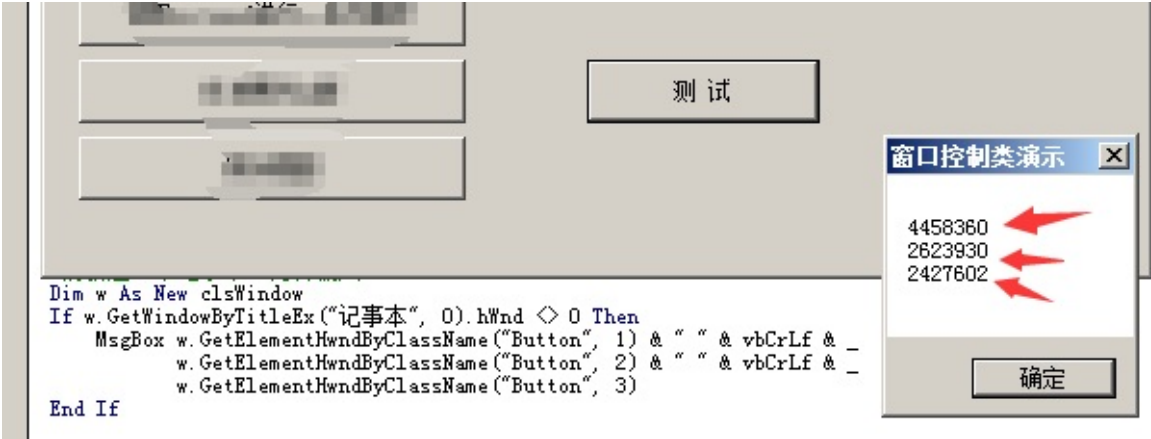 测 试
窗口控制类演示
4458360
2623930
2427602
确定
Dim w As New clsWindow
If w.GetWindowByTitleEx("记事本", 0).hWnd <> 0 Then
MsgBox w.GetElementHwndByClassName("Button", 1) & " " & vbCrLf & _
w.GetElementHwndByClassName("Button", 2) & " " & vbCrLf & _
w.GetElementHwndByClassName("Button", 3)
End If